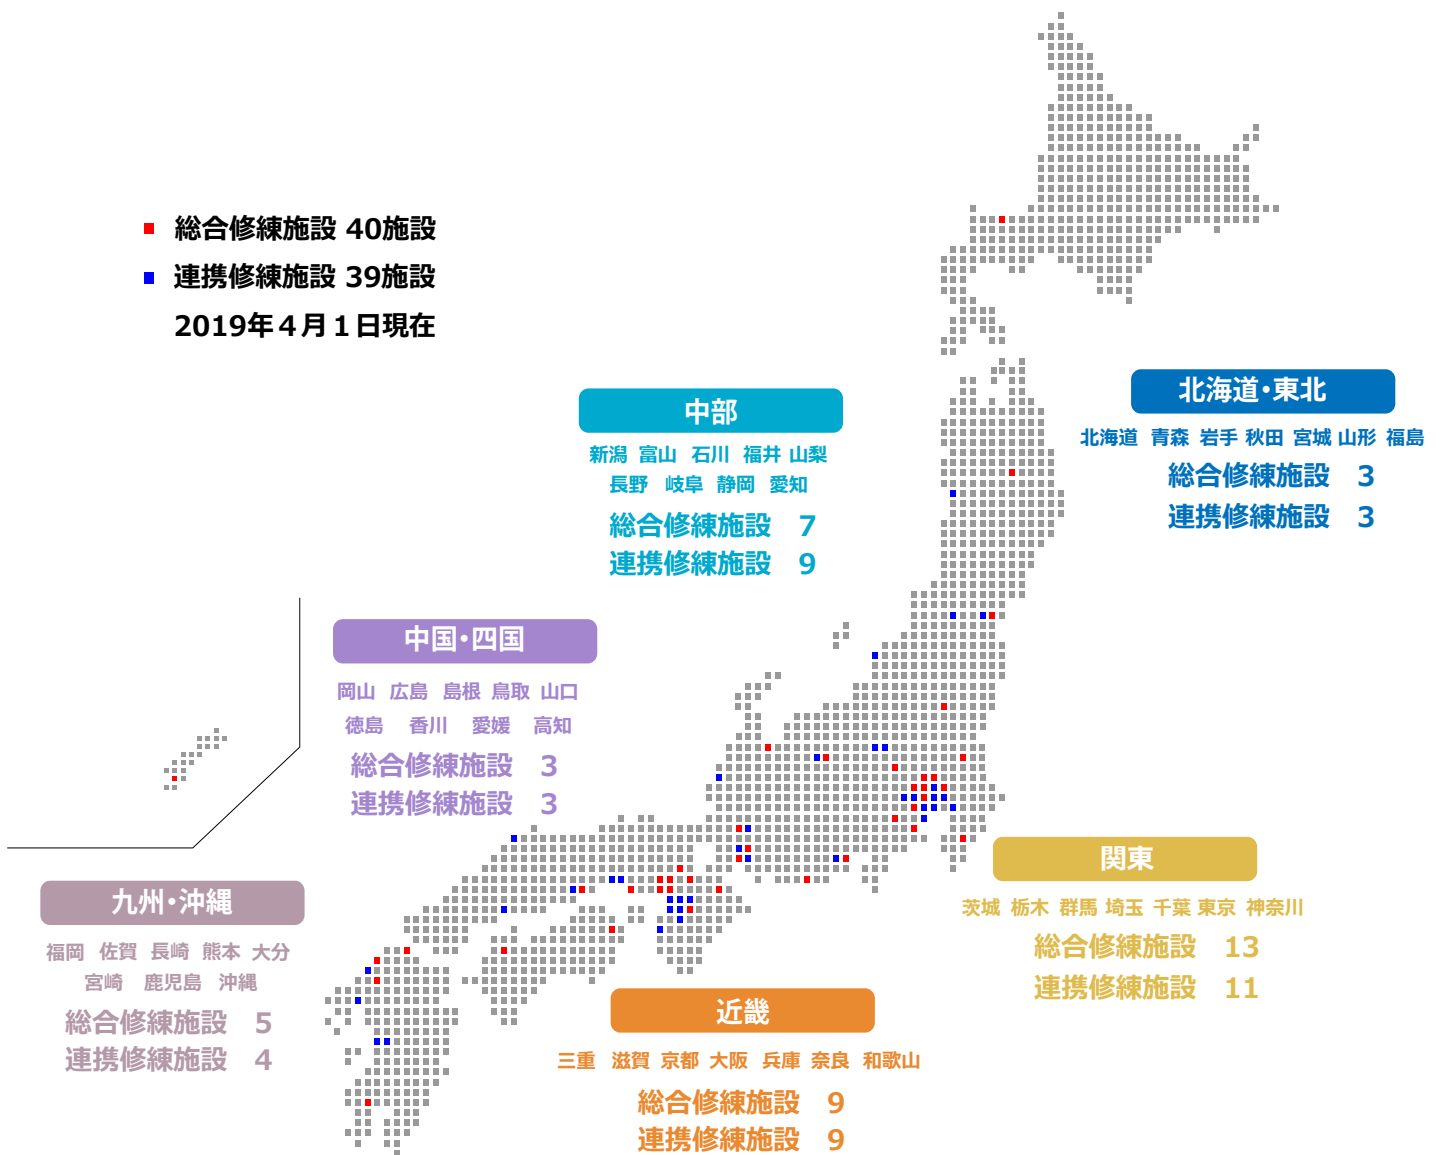 総合修練施設 40施設
連携修練施設 39施設
2019年４月１日現在
北海道・東北
北海道 青森 岩手 秋田 宮城 山形 福島
総合修練施設 3
連携修練施設 3
中部
新潟 富山 石川 福井 山梨
長野 岐阜 静岡 愛知
総合修練施設 7
連携修練施設 9
中国・四国
岡山 広島 島根 鳥取 山口
徳島 香川 愛媛 高知
総合修練施設 3
連携修練施設 3
関東
茨城 栃木 群馬 埼玉 千葉 東京 神奈川
総合修練施設 13
連携修練施設 11
九州・沖縄
福岡 佐賀 長崎 熊本 大分
宮崎 鹿児島 沖縄
総合修練施設 5
連携修練施設 4
近畿
三重 滋賀 京都 大阪 兵庫 奈良 和歌山
総合修練施設 9
連携修練施設 9